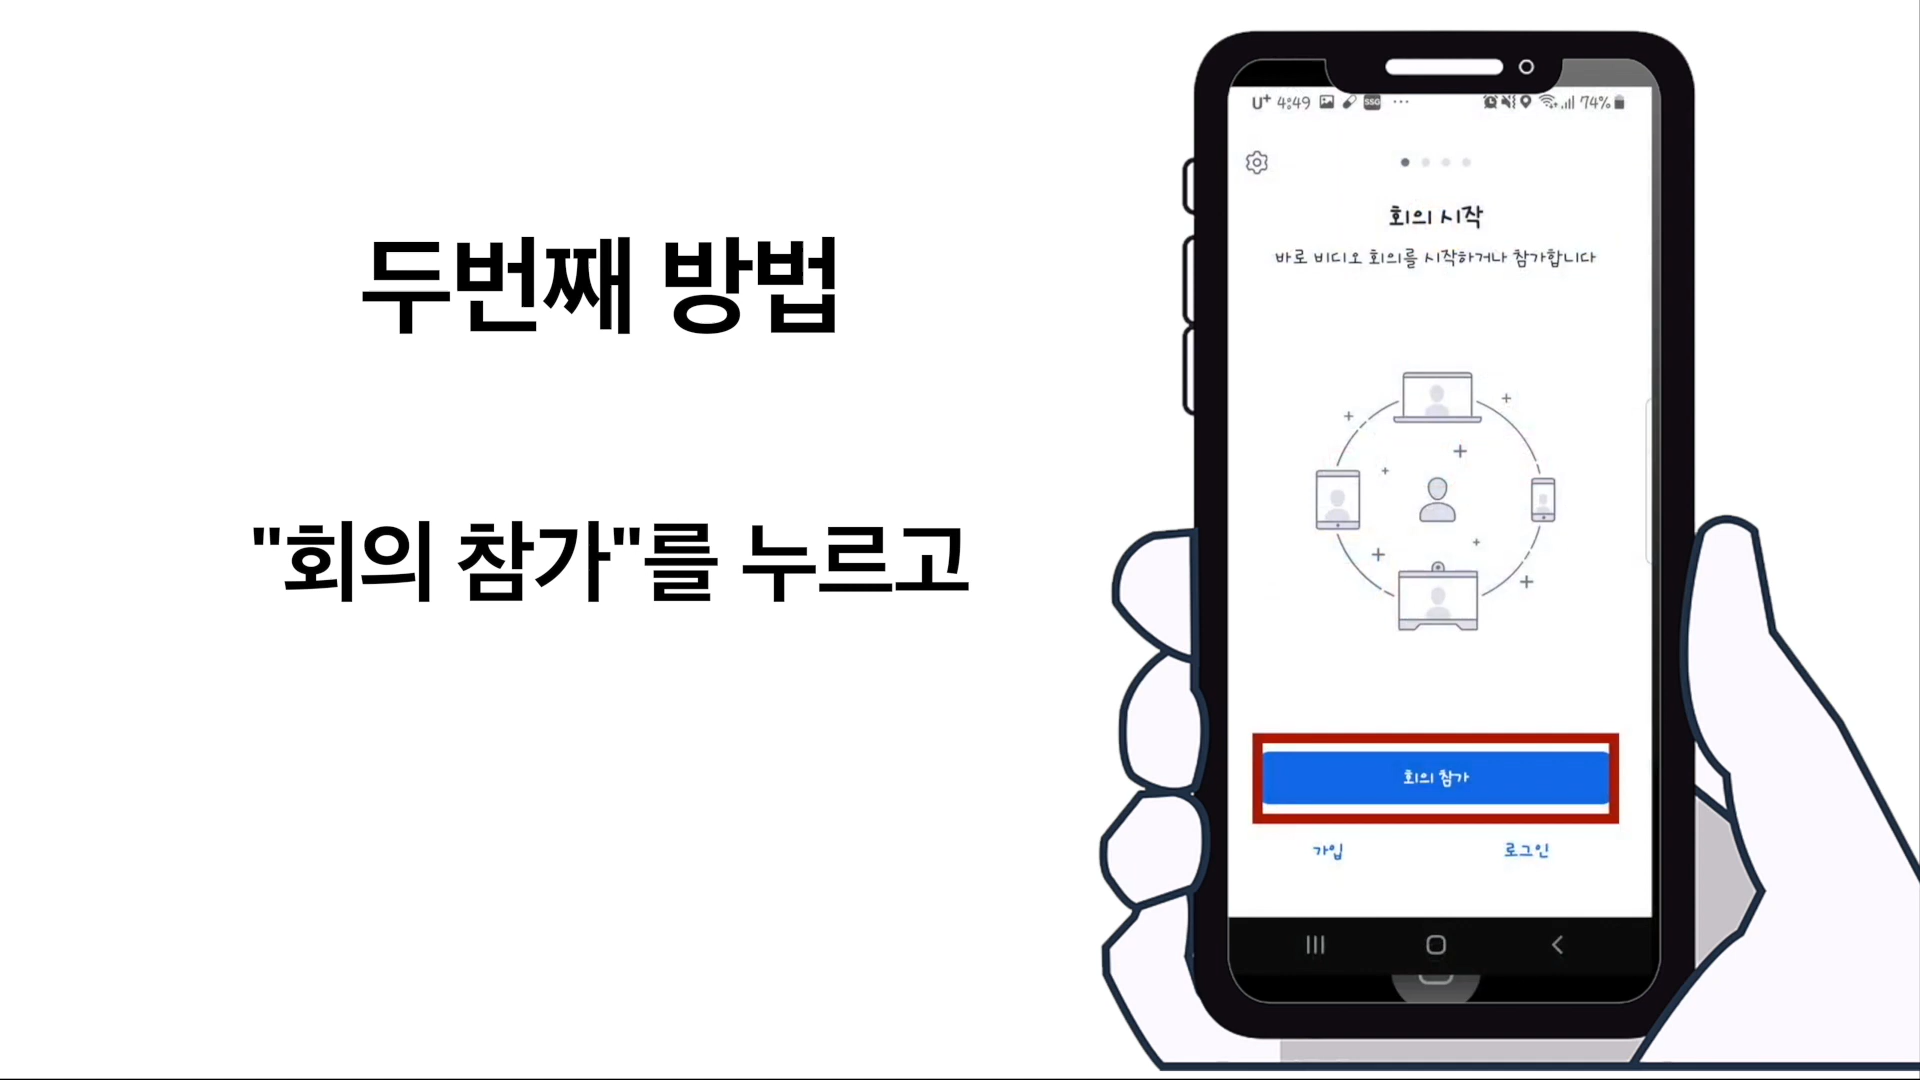 두번째 방법
"회의 참가"를 누르고
U⁺ 4:49 SSG ... 74%
회의 시작
바로 비디오 회의를 시작하거나 참가합니다
회의 참가
가입 로그인